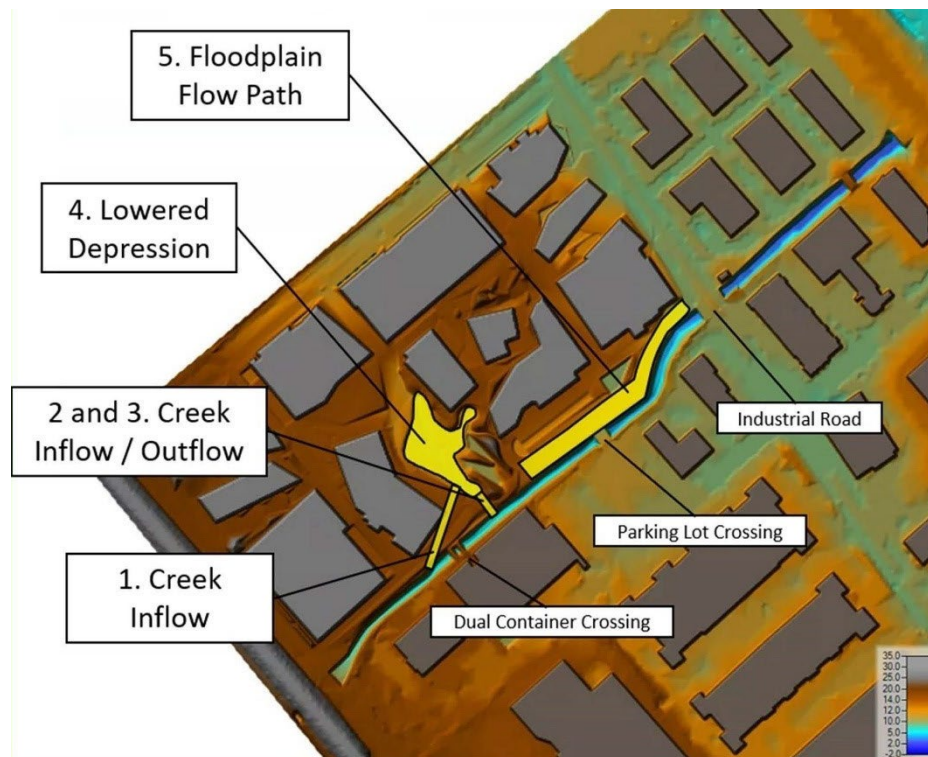 5. Floodplain
Flow Path
4. Lowered
Depression
2 and 3. Creek
Inflow / Outflow
Industrial Road
Parking Lot Crossing
1. Creek
Inflow
Dual Container Crossing
35.0
30.0
25.0
20.0
14.0
12.0
10.0
5.0
2.0
-2.0